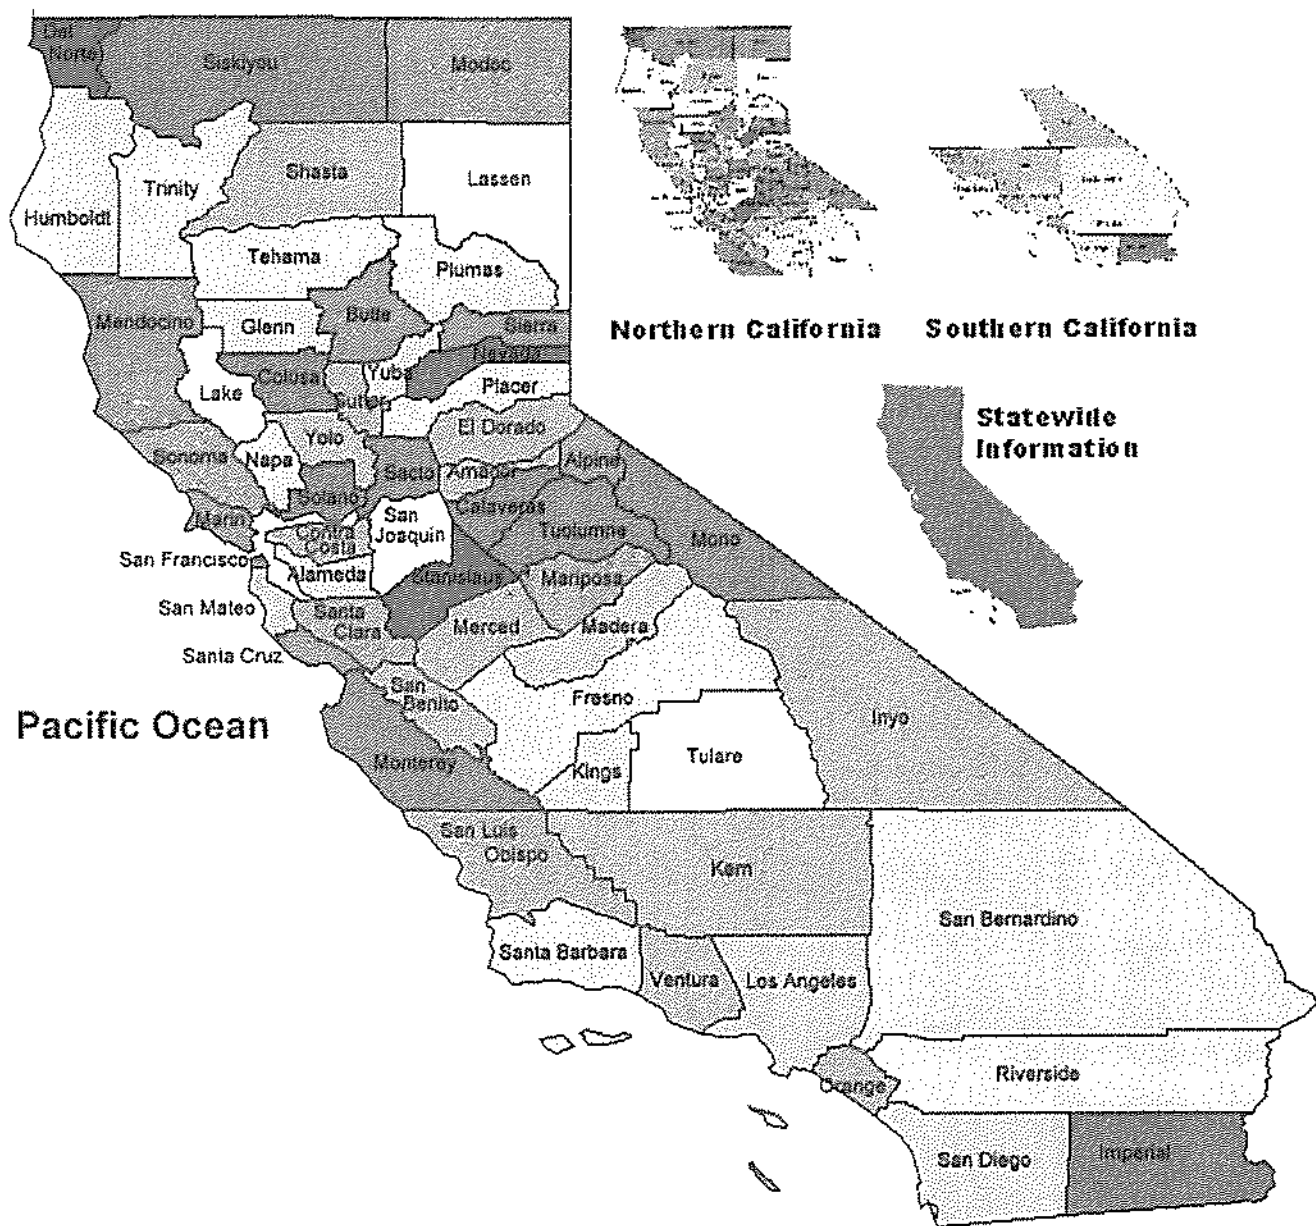 Del
Norte
Siskiyou
Modoc
Shasta
Lassen
Trinity
Humboldt
Tehama
Plumas
Mendocino
Glenn
Butte
Sierra
Nevada
Colusa
Yuba
Lake
Sutter
Placer
El Dorado
Yolo
Sonoma
Napa
Sacto
Amador
Alpine
Solano
Calaveras
Marin
San
Joaquin
Contra
Costa
Tuolumne
Mono
San Francisco
Alameda
Stanislaus
Mariposa
San Mateo
Santa
Clara
Merced
Madera
Santa Cruz
San
Benito
Fresno
Inyo
Pacific Ocean
Monterey
Kings
Tulare
San Luis
Obispo
Kern
San Bernardino
Santa Barbara
Ventura
Los Angeles
Riverside
Orange
San Diego
Imperial
Northern California
Southern California
Statewide
Information